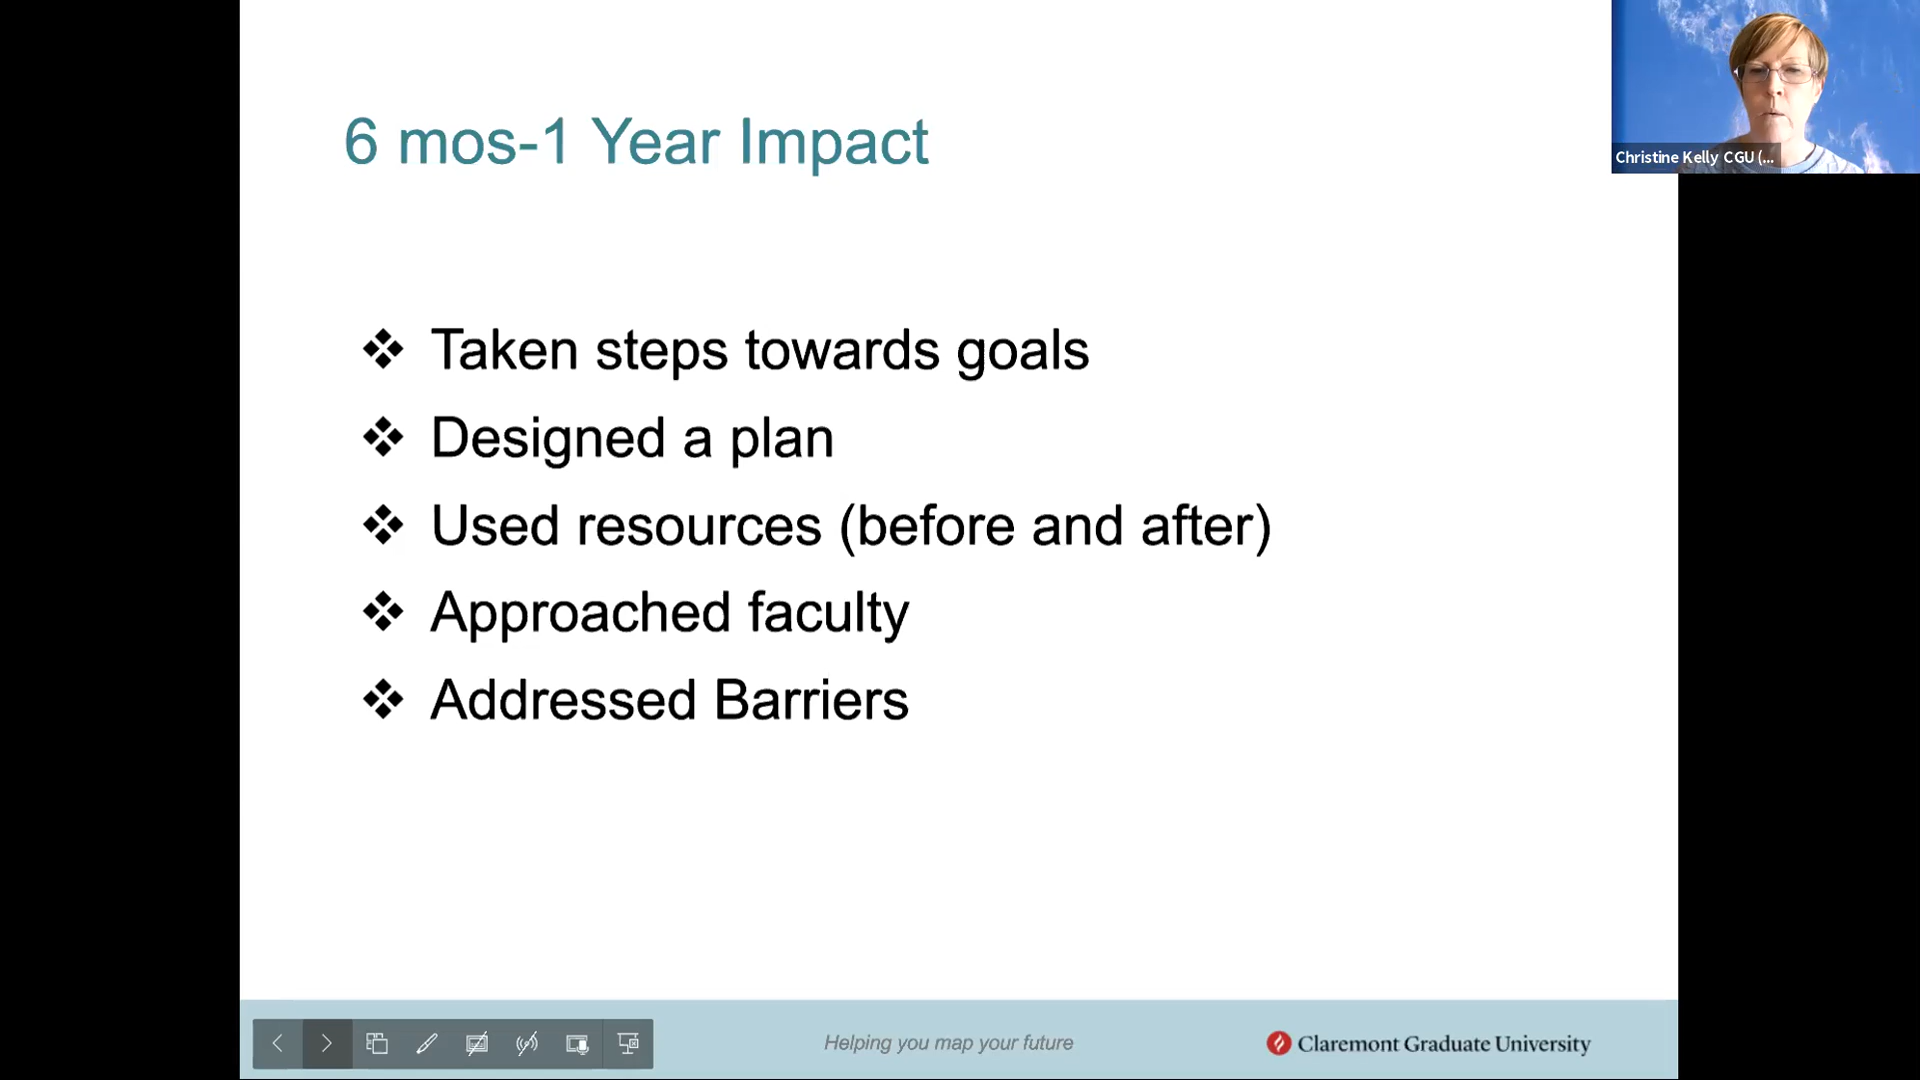 6 mos-1 Year Impact
Christine Kelly CGU (...
Taken steps towards goals
Designed a plan
Used resources (before and after)
Approached faculty
Addressed Barriers
Helping you map your future
Claremont Graduate University